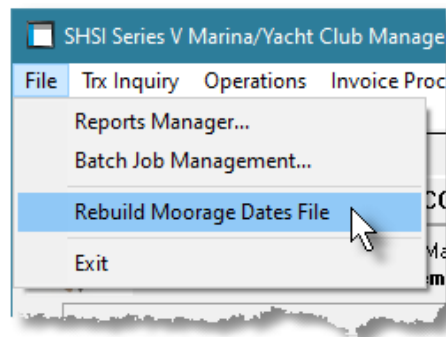 SHSI Series V Marina/Yacht Club Manage
File Trx Inquiry Operations Invoice Proc
Reports Manager...
Batch Job Management...
Rebuild Moorage Dates File
Exit